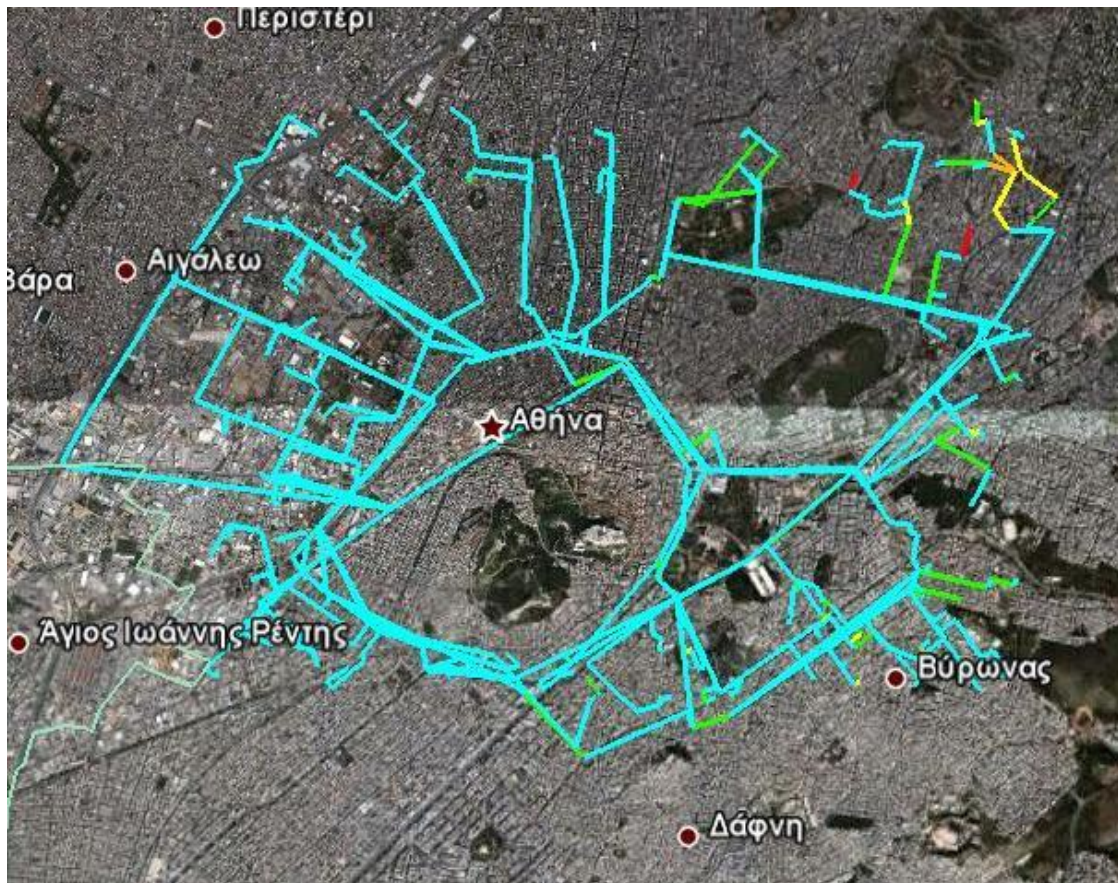 Περιστέρι
Αιγάλεω
βάρα
Αθήνα
Άγιος Ιωάννης Ρέντης
Βύρωνας
Δάφνη